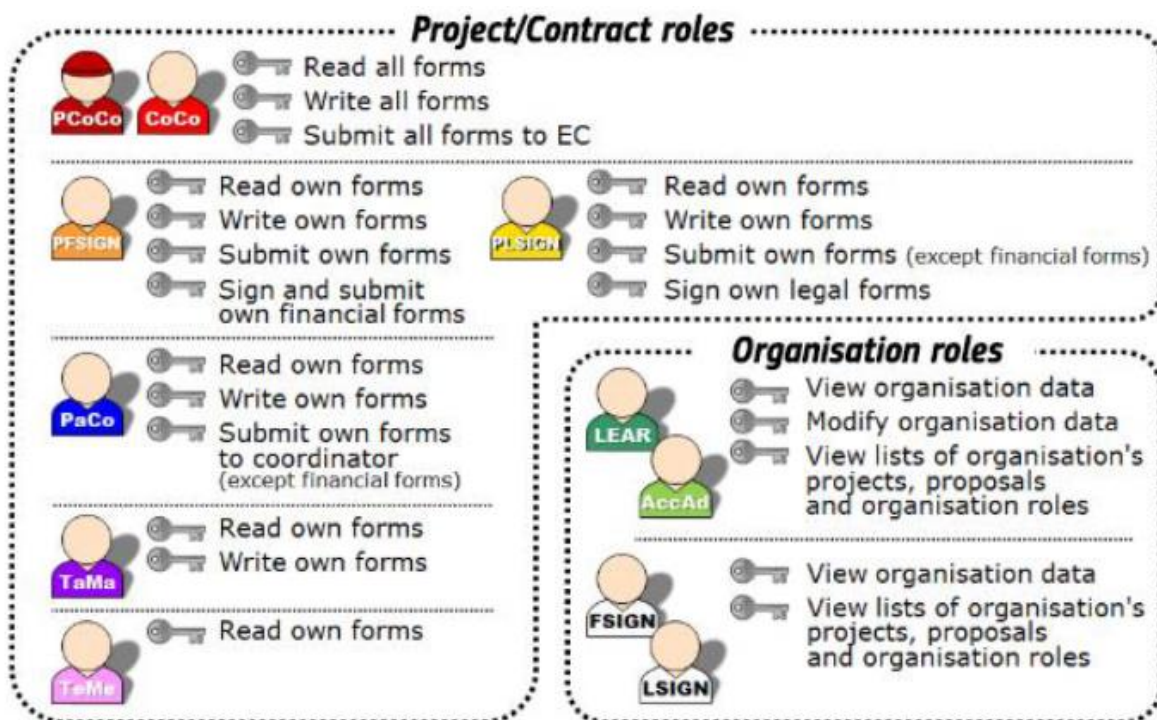 Project/Contract roles
PCoCo
CoCo
Read all forms
Write all forms
Submit all forms to EC
PFSIGN
Read own forms
Write own forms
Submit own forms
Sign and submit
own financial forms
PLSIGN
Read own forms
Write own forms
Submit own forms (except financial forms)
Sign own legal forms
PaCo
Read own forms
Write own forms
Submit own forms
to coordinator
(except financial forms)
TaMa
Read own forms
Write own forms
TeMe
Read own forms
Organisation roles
LEAR
AccAd
View organisation data
Modify organisation data
View lists of organisation's
projects, proposals
and organisation roles
FSIGN
LSIGN
View organisation data
View lists of organisation's
projects, proposals
and organisation roles